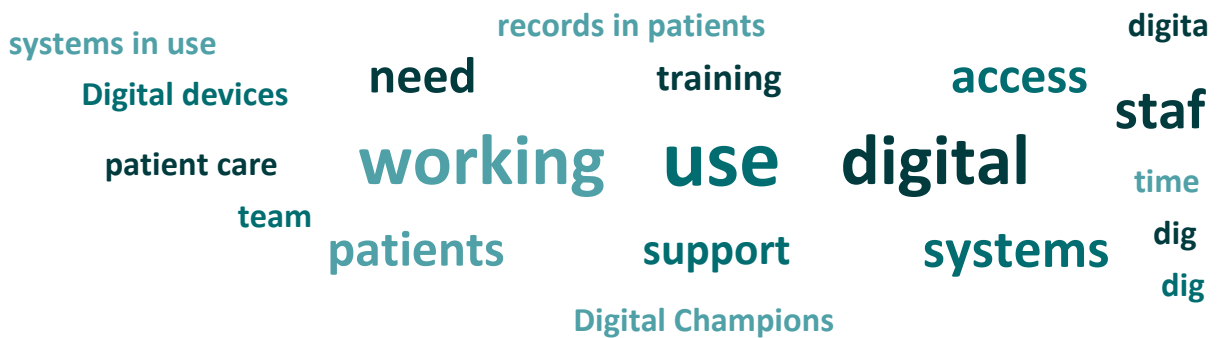 records in patients
digita
systems in use
need
training
access
Digital devices
staf
patient care
working
use
digital
time
team
dig
patients
support
systems
dig
Digital Champions